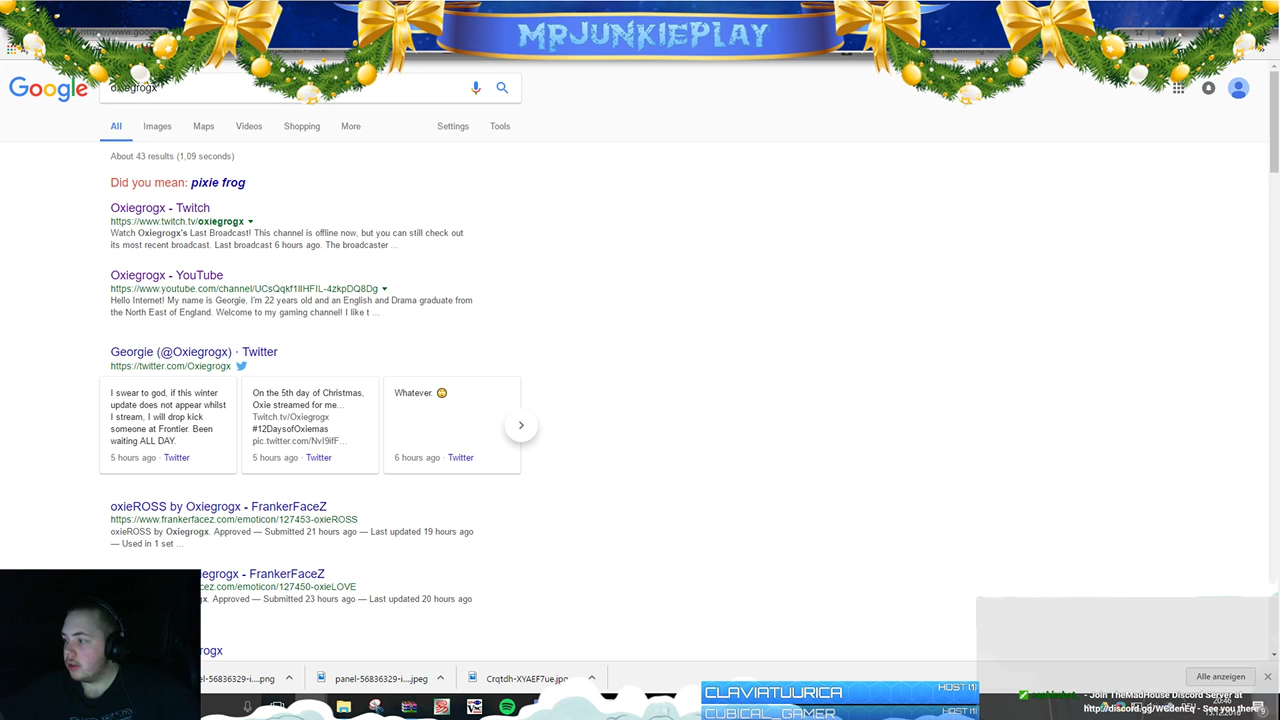 MRJUNKIEPLAY
Google
oxiegrogx
All Images Maps Videos Shopping More Settings Tools
About 43 results (1,09 seconds)
Did you mean: pixie frog
Oxiegrogx - Twitch
https://www.twitch.tv/oxiegrogx
Watch Oxiegrogx's Last Broadcast! This channel is offline now, but you can still check out
its most recent broadcast. Last broadcast 6 hours ago. The broadcaster ...
Oxiegrogx - YouTube
https://www.youtube.com/channel/UCsQqkf1IIHFIL-4zkpDQ8Dg
Hello Internet! My name is Georgie, I'm 22 years old and an English and Drama graduate from
the North East of England. Welcome to my gaming channel! I like t ...
Georgie (@Oxiegrogx) · Twitter
https://twitter.com/Oxiegrogx
I swear to god, if this winter
update does not appear whilst
I stream, I will drop kick
someone at Frontier. Been
waiting ALL DAY.
5 hours ago · Twitter
On the 5th day of Christmas,
Oxie streamed for me...
Twitch.tv/Oxiegrogx
#12DaysofOxiemas
pic.twitter.com/NvI9ifF...
5 hours ago · Twitter
Whatever.
6 hours ago · Twitter
oxieROSS by Oxiegrogx - FrankerFaceZ
https://www.frankerfacez.com/emoticon/127453-oxieROSS
oxieROSS by Oxiegrogx. Approved — Submitted 21 hours ago — Last updated 19 hours ago
— Used in 1 set ...
iegrogx - FrankerFaceZ
cez.com/emoticon/127450-oxieLOVE
gx. Approved — Submitted 23 hours ago — Last updated 20 hours ago
rogx
el-56836329-i....png panel-56836329-i....jpeg Crqtdh-XYAEF7ue.jpg Alle anzeigen
CLAVIATUURICA HOST (1)
CUBICAL_GAMER HOST (1)
- Join TheMadHouse Discord Server at
http://discord.gg/WCdenEQ - See you there
20:46